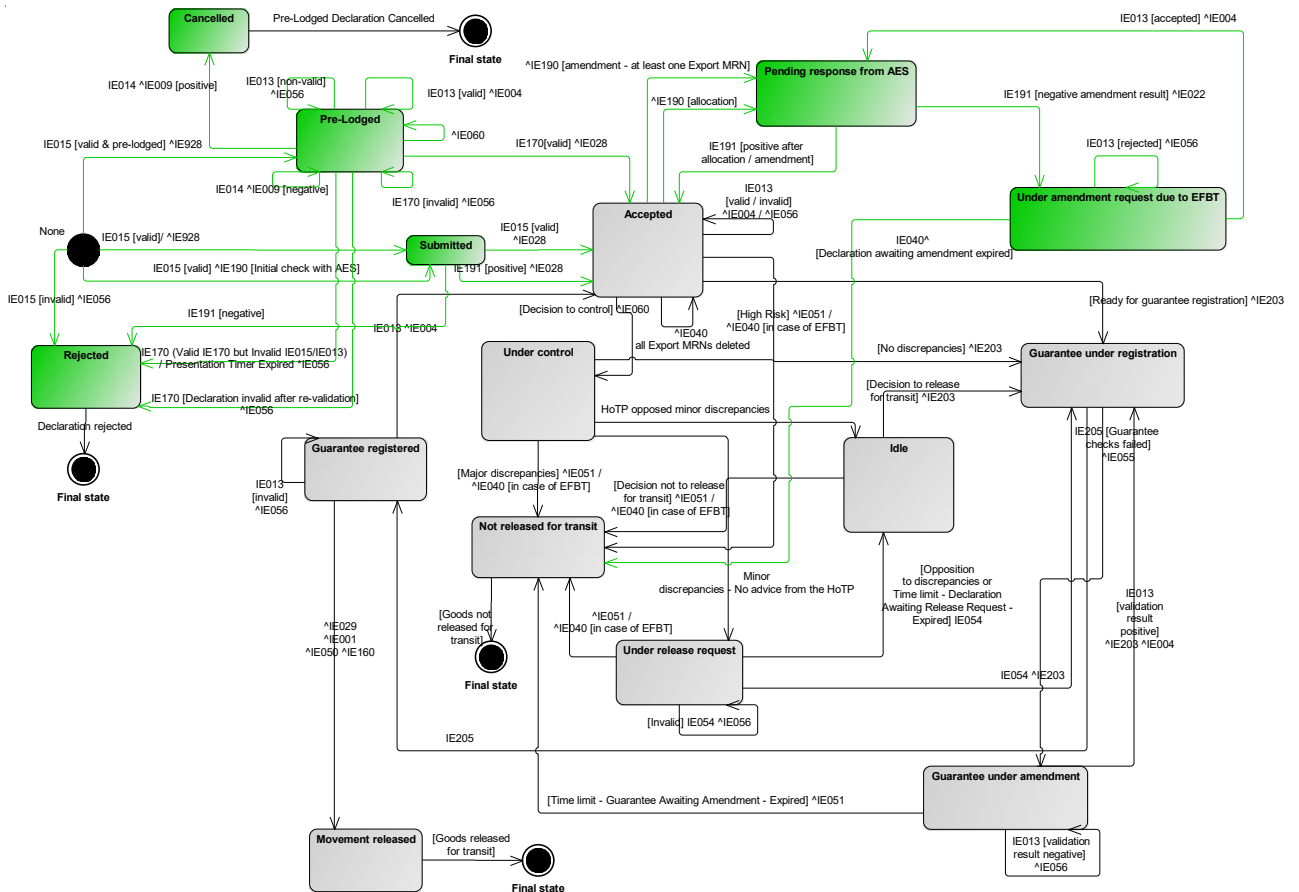 Cancelled
Pre-Lodged Declaration Cancelled
Final state
IE013 [accepted] ^IE004
^IE190 [amendment - at least one Export MRN]
Pending response from AES
IE014 ^IE009 [positive]
IE013 [non-valid]
^IE056
IE013 [valid] ^IE004
^IE190 [allocation]
IE191 [negative amendment result] ^IE022
Pre-Lodged
^IE060
IE015 [valid & pre-lodged] ^IE928
IE170[valid] ^IE028
IE191 [positive after
allocation / amendment]
IE013 [rejected] ^IE056
IE014 ^IE009 [negative]
IE170 [invalid] ^IE056
IE013
[valid / invalid]
^IE004 / ^IE056
Under amendment request due to EFBT
Accepted
None
IE015 [valid]/ ^IE928
Submitted
IE015 [valid]
^IE028
IE040^
[Declaration awaiting amendment expired]
IE015 [valid] ^IE190 [Initial check with AES]
IE191 [positive] ^IE028
IE015 [invalid] ^IE056
[Ready for guarantee registration] ^IE203
[Decision to control] ^IE060
[High Risk] ^IE051 /
^IE040 [in case of EFBT]
IE191 [negative]
IE013 ^IE004
^IE040
all Export MRNs deleted
Rejected
IE170 (Valid IE170 but Invalid IE015/IE013)
/ Presentation Timer Expired ^IE056
Under control
[No discrepancies] ^IE203
Guarantee under registration
[Decision to release
for transit] ^IE203
IE170 [Declaration invalid after re-validation]
^IE056
HoTP opposed minor discrepancies
Declaration rejected
Final state
Guarantee registered
Idle
IE205 [Guarantee
checks failed]
^IE055
IE013
[invalid]
^IE056
[Major discrepancies] ^IE051 /
^IE040 [in case of EFBT]
[Decision not to release
for transit] ^IE051 /
^IE040 [in case of EFBT]
Not released for transit
Minor
discrepancies - No advice from the HoTP
[Opposition
to discrepancies or
Time limit - Declaration
Awaiting Release Request -
Expired] IE054
[Goods not
released for
transit]
Final state
^IE051 /
^IE040 [in case of EFBT]
^IE029
^IE001
^IE050 ^IE160
IE013
[validation
result
positive]
^IE203 ^IE004
Under release request
IE054 ^IE203
[Invalid] IE054 ^IE056
IE205
Guarantee under amendment
[Time limit - Guarantee Awaiting Amendment - Expired] ^IE051
Movement released
[Goods released
for transit]
Final state
IE013 [validation
result negative]
^IE056